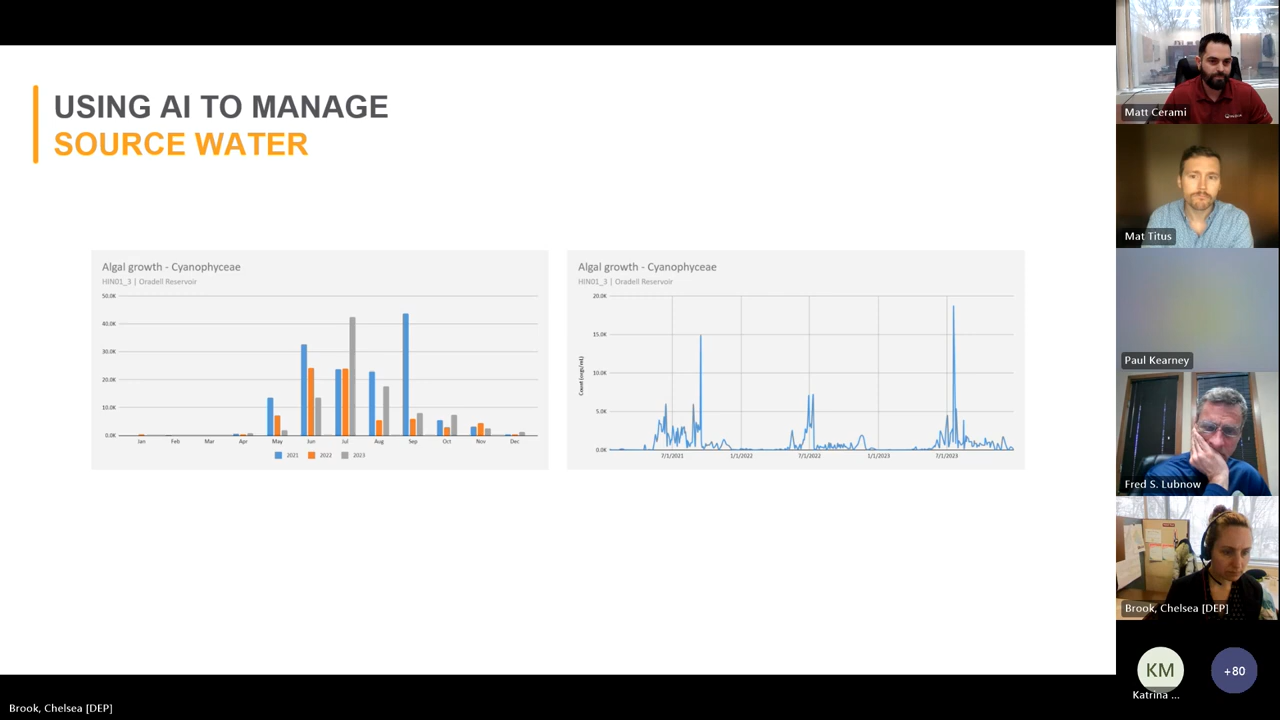 USING AI TO MANAGE
SOURCE WATER
Algal growth - Cyanophyceae
HIN01_3 | Oradell Reservoir
50.0K
40.0K
30.0K
20.0K
10.0K
0.0K
Jan Feb Mar Apr May Jun Jul Aug Sep Oct Nov Dec
2021 2022 2023
Algal growth - Cyanophyceae
HIN01_3 | Oradell Reservoir
20.0K
15.0K
10.0K
5.0K
0.0K
7/1/2021 1/1/2022 7/1/2022 1/1/2023 7/1/2023
Matt Cerami
Mat Titus
Paul Kearney
Fred S. Lubnow
Brook, Chelsea [DEP]
KM
+80
Katrina ...
Brook, Chelsea [DEP]